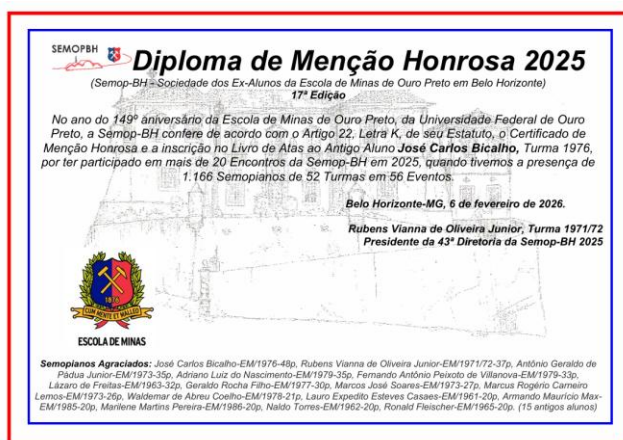 SEMOPBH
Diploma de Menção Honrosa 2025
(Semop-BH - Sociedade dos Ex-Alunos da Escola de Minas de Ouro Preto em Belo Horizonte)
17ª Edição
No ano do 149º aniversário da Escola de Minas de Ouro Preto, da Universidade Federal de Ouro
Preto, a Semop-BH confere de acordo com o Artigo 22, Letra K, de seu Estatuto, o Certificado de
Menção Honrosa e a inscrição no Livro de Atas ao Antigo Aluno José Carlos Bicalho, Turma 1976,
por ter participado em mais de 20 Encontros da Semop-BH em 2025, quando tivemos a presença de
1.166 Semopianos de 52 Turmas em 56 Eventos.
Belo Horizonte-MG, 6 de fevereiro de 2026.
Rubens Vianna de Oliveira Junior, Turma 1971/72
Presidente da 43ª Diretoria da Semop-BH 2025
1876
CUM MENTE ET MALLEO
ESCOLA DE MINAS
Semopianos Agraciados: José Carlos Bicalho-EM/1976-48p, Rubens Vianna de Oliveira Junior-EM/1971/72-37p, Antônio Geraldo de
Pádua Junior-EM/1973-35p, Adriano Luiz do Nascimento-EM/1979-35p, Fernando Antônio Peixoto de Villanova-EM/1979-33p,
Lázaro de Freitas-EM/1963-32p, Geraldo Rocha Filho-EM/1977-30p, Marcos José Soares-EM/1973-27p, Marcus Rogério Carneiro
Lemos-EM/1973-26p, Waldemar de Abreu Coelho-EM/1978-21p, Lauro Expedito Esteves Casaes-EM/1961-20p, Armando Maurício Max-
EM/1985-20p, Marilene Martins Pereira-EM/1986-20p, Naldo Torres-EM/1962-20p, Ronald Fleischer-EM/1965-20p. (15 antigos alunos)